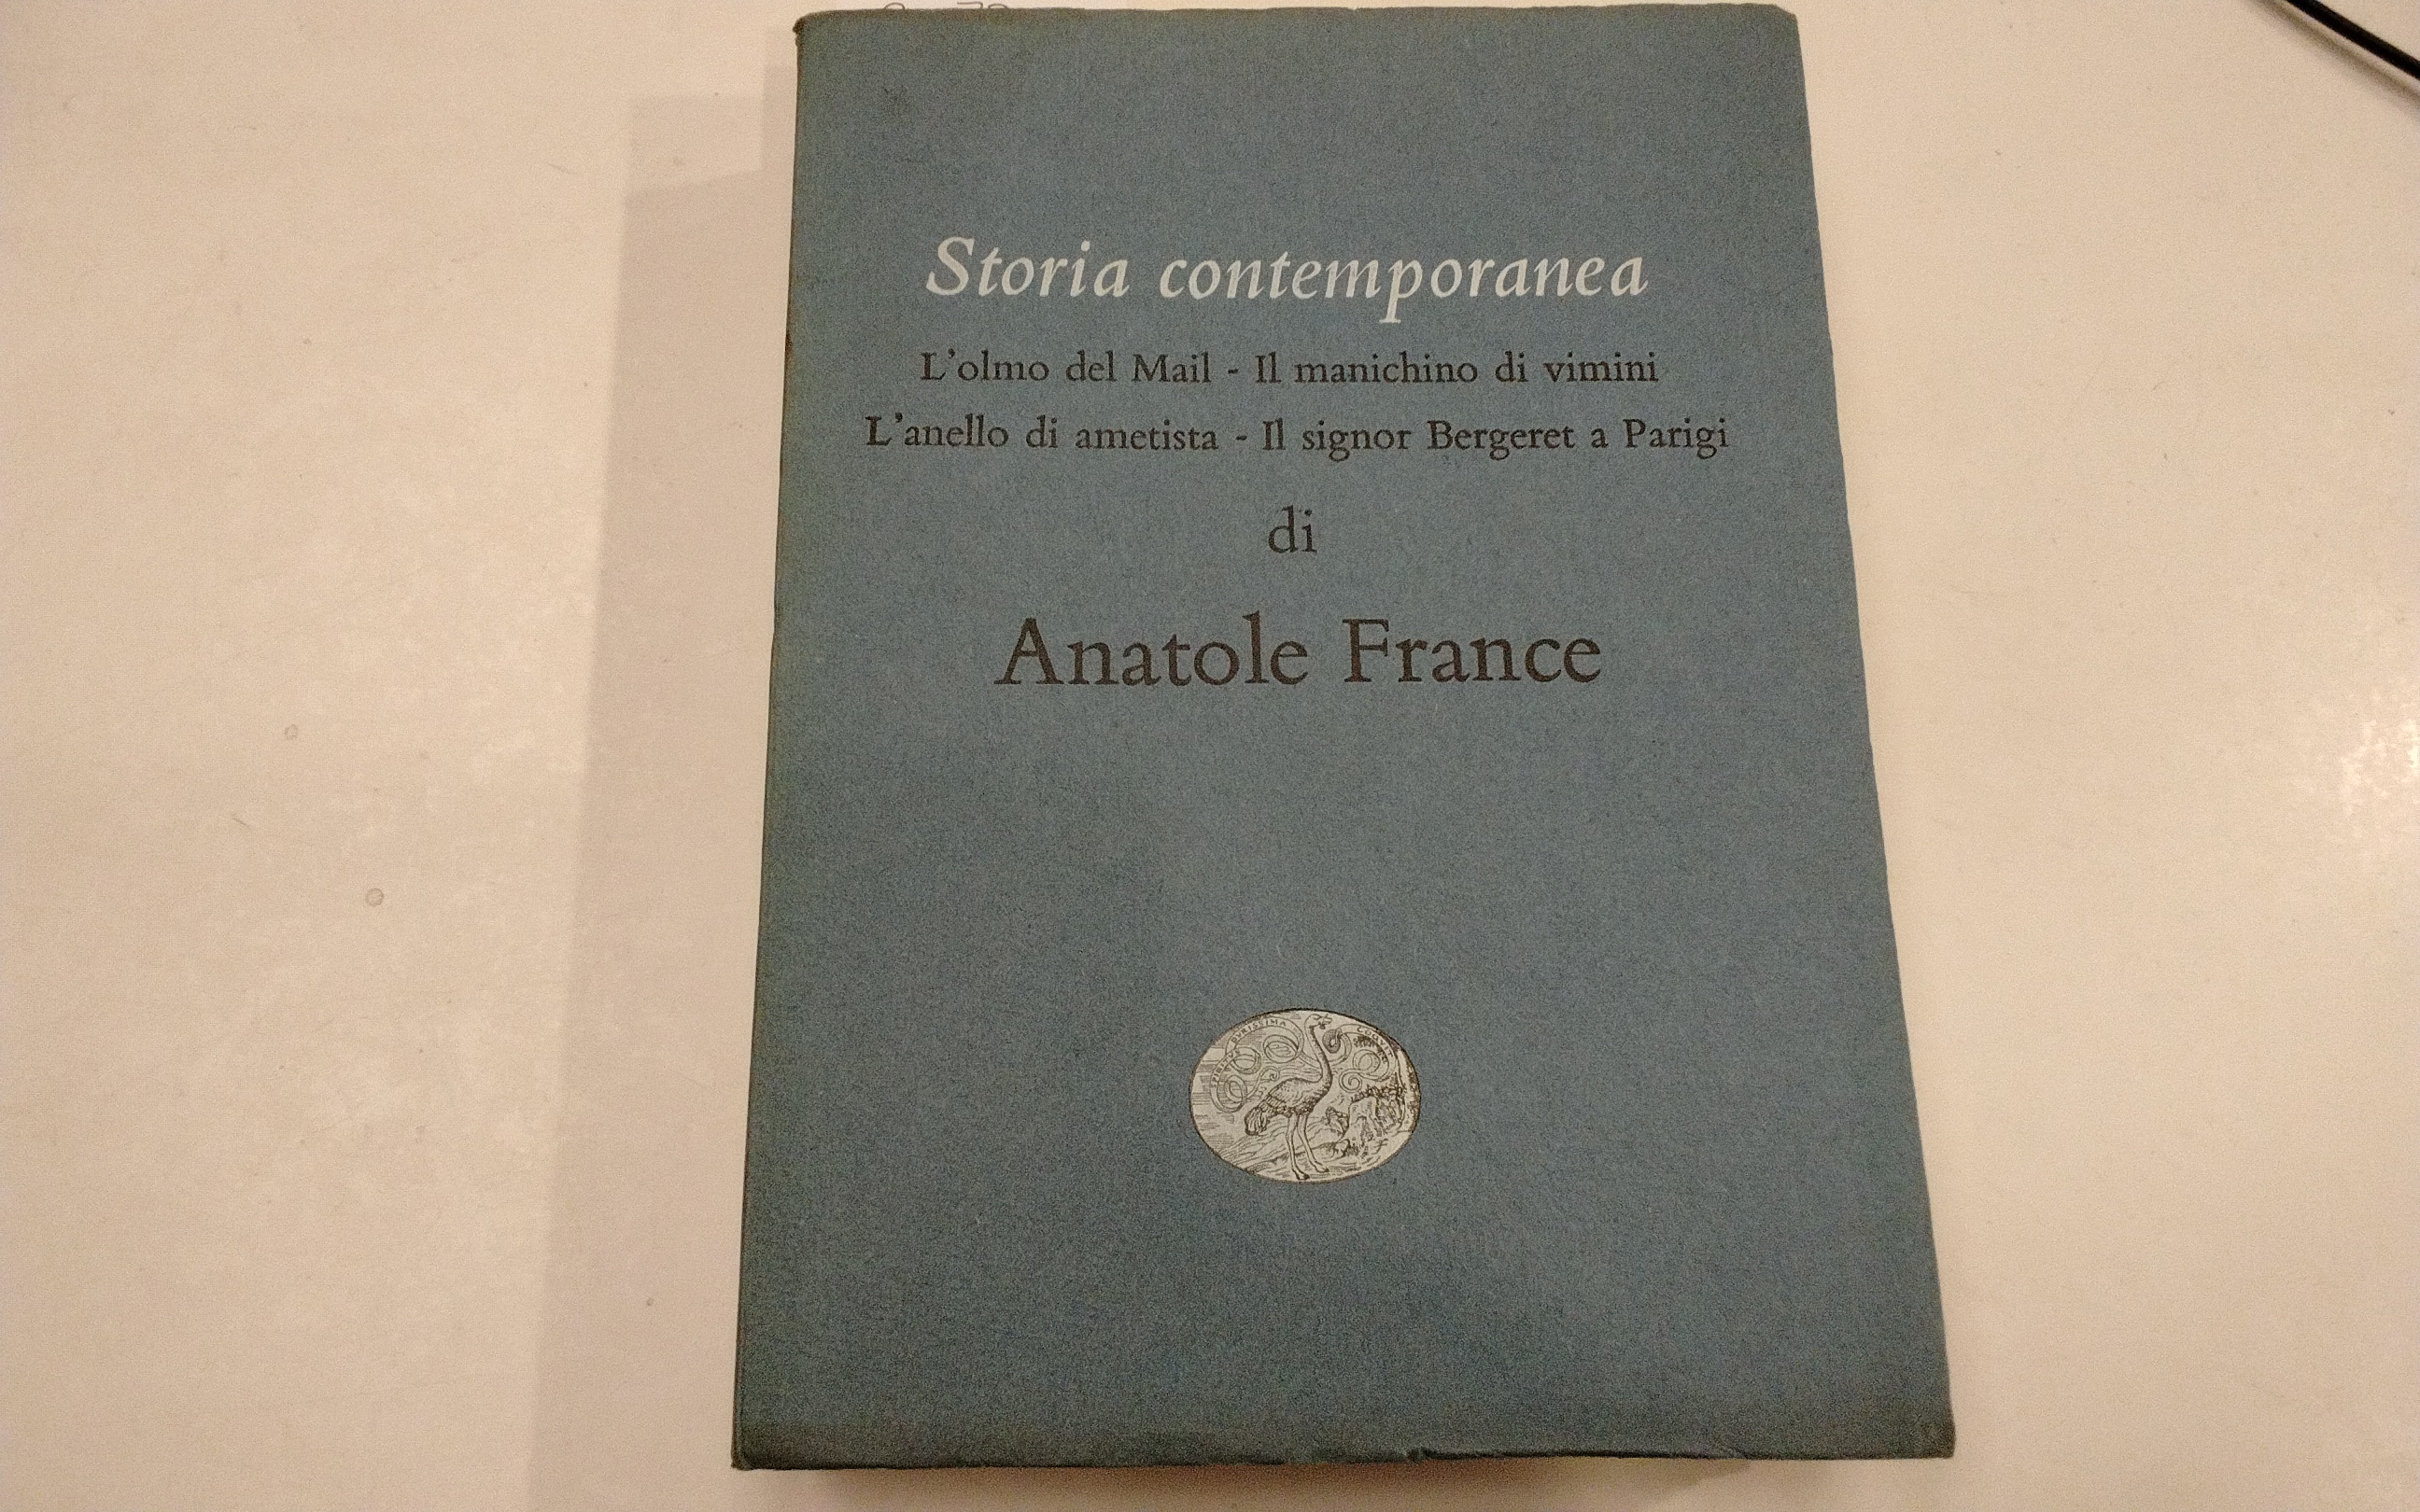 Storia contemporanea
L'olmo del Mail - Il manichino di vimini
L'anello di ametista - Il signor Bergeret a Parigi
di
Anatole France